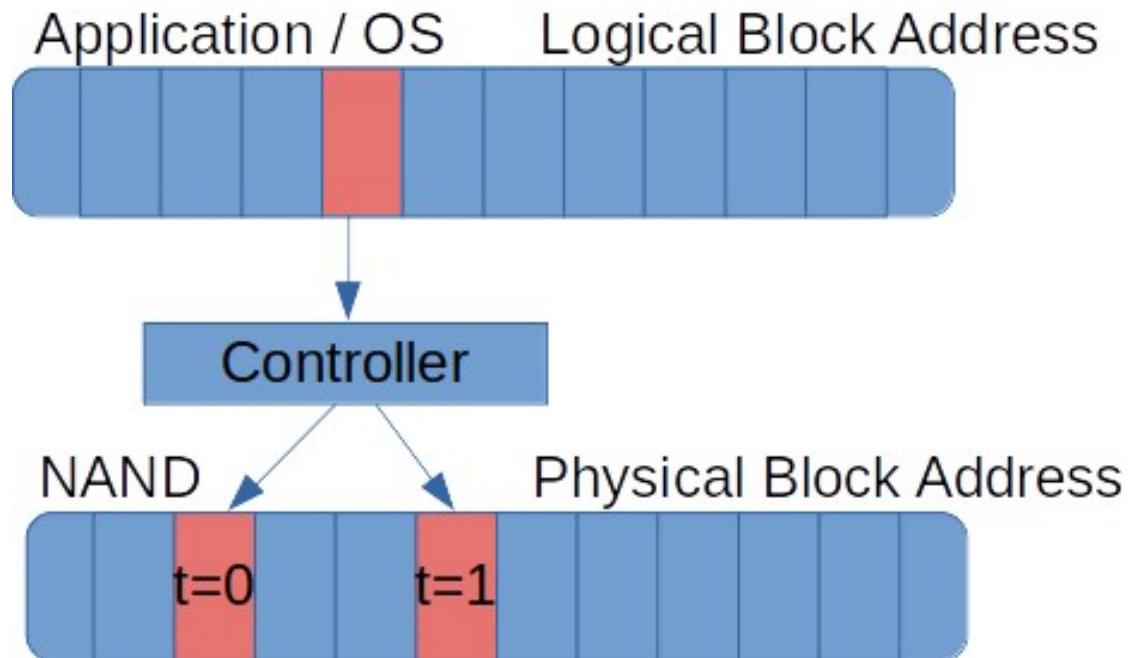 Application / OS Logical Block Address
Controller
NAND Physical Block Address
t=0 t=1